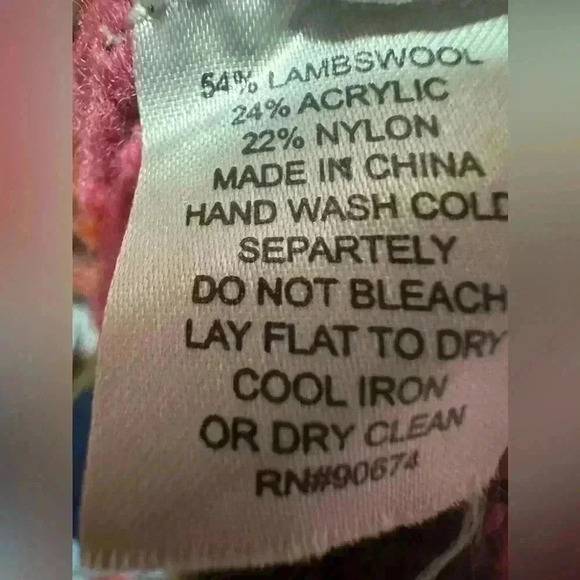 54% LAMBSWOOL
24% ACRYLIC
22% NYLON
MADE IN CHINA
HAND WASH COLD
SEPARTELY
DO NOT BLEACH
LAY FLAT TO DRY
COOL IRON
OR DRY CLEAN
RN#90674